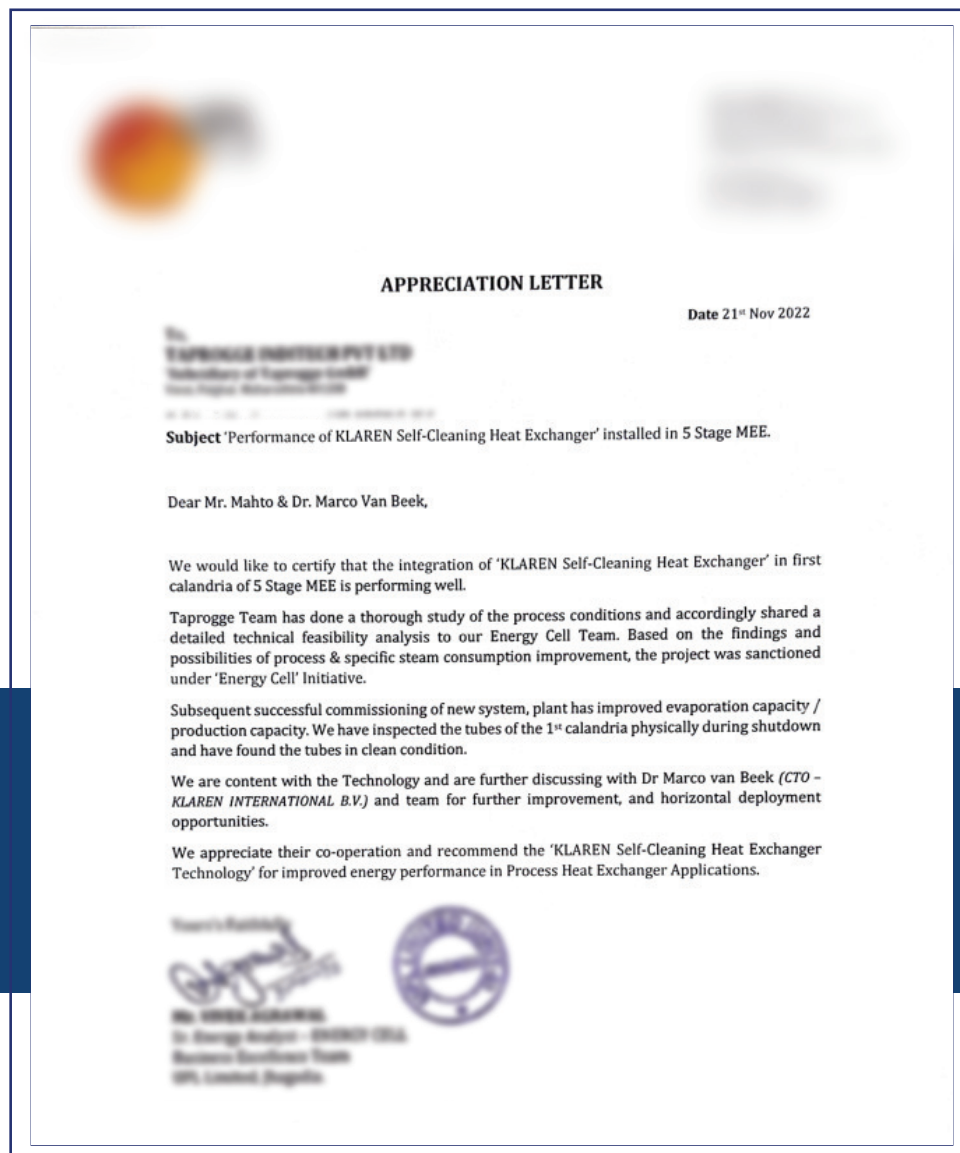 APPRECIATION LETTER
Date 21st Nov 2022
Subject ‘Performance of KLAREN Self-Cleaning Heat Exchanger’ installed in 5 Stage MEE.
Dear Mr. Mahto & Dr. Marco Van Beek,
We would like to certify that the integration of ‘KLAREN Self-Cleaning Heat Exchanger’ in first
calandria of 5 Stage MEE is performing well.
Taprogge Team has done a thorough study of the process conditions and accordingly shared a
detailed technical feasibility analysis to our Energy Cell Team. Based on the findings and
possibilities of process & specific steam consumption improvement, the project was sanctioned
under ‘Energy Cell’ Initiative.
Subsequent successful commissioning of new system, plant has improved evaporation capacity /
production capacity. We have inspected the tubes of the 1st calandria physically during shutdown
and have found the tubes in clean condition.
We are content with the Technology and are further discussing with Dr Marco van Beek (CTO –
KLAREN INTERNATIONAL B.V.) and team for further improvement, and horizontal deployment
opportunities.
We appreciate their co-operation and recommend the ‘KLAREN Self-Cleaning Heat Exchanger
Technology’ for improved energy performance in Process Heat Exchanger Applications.